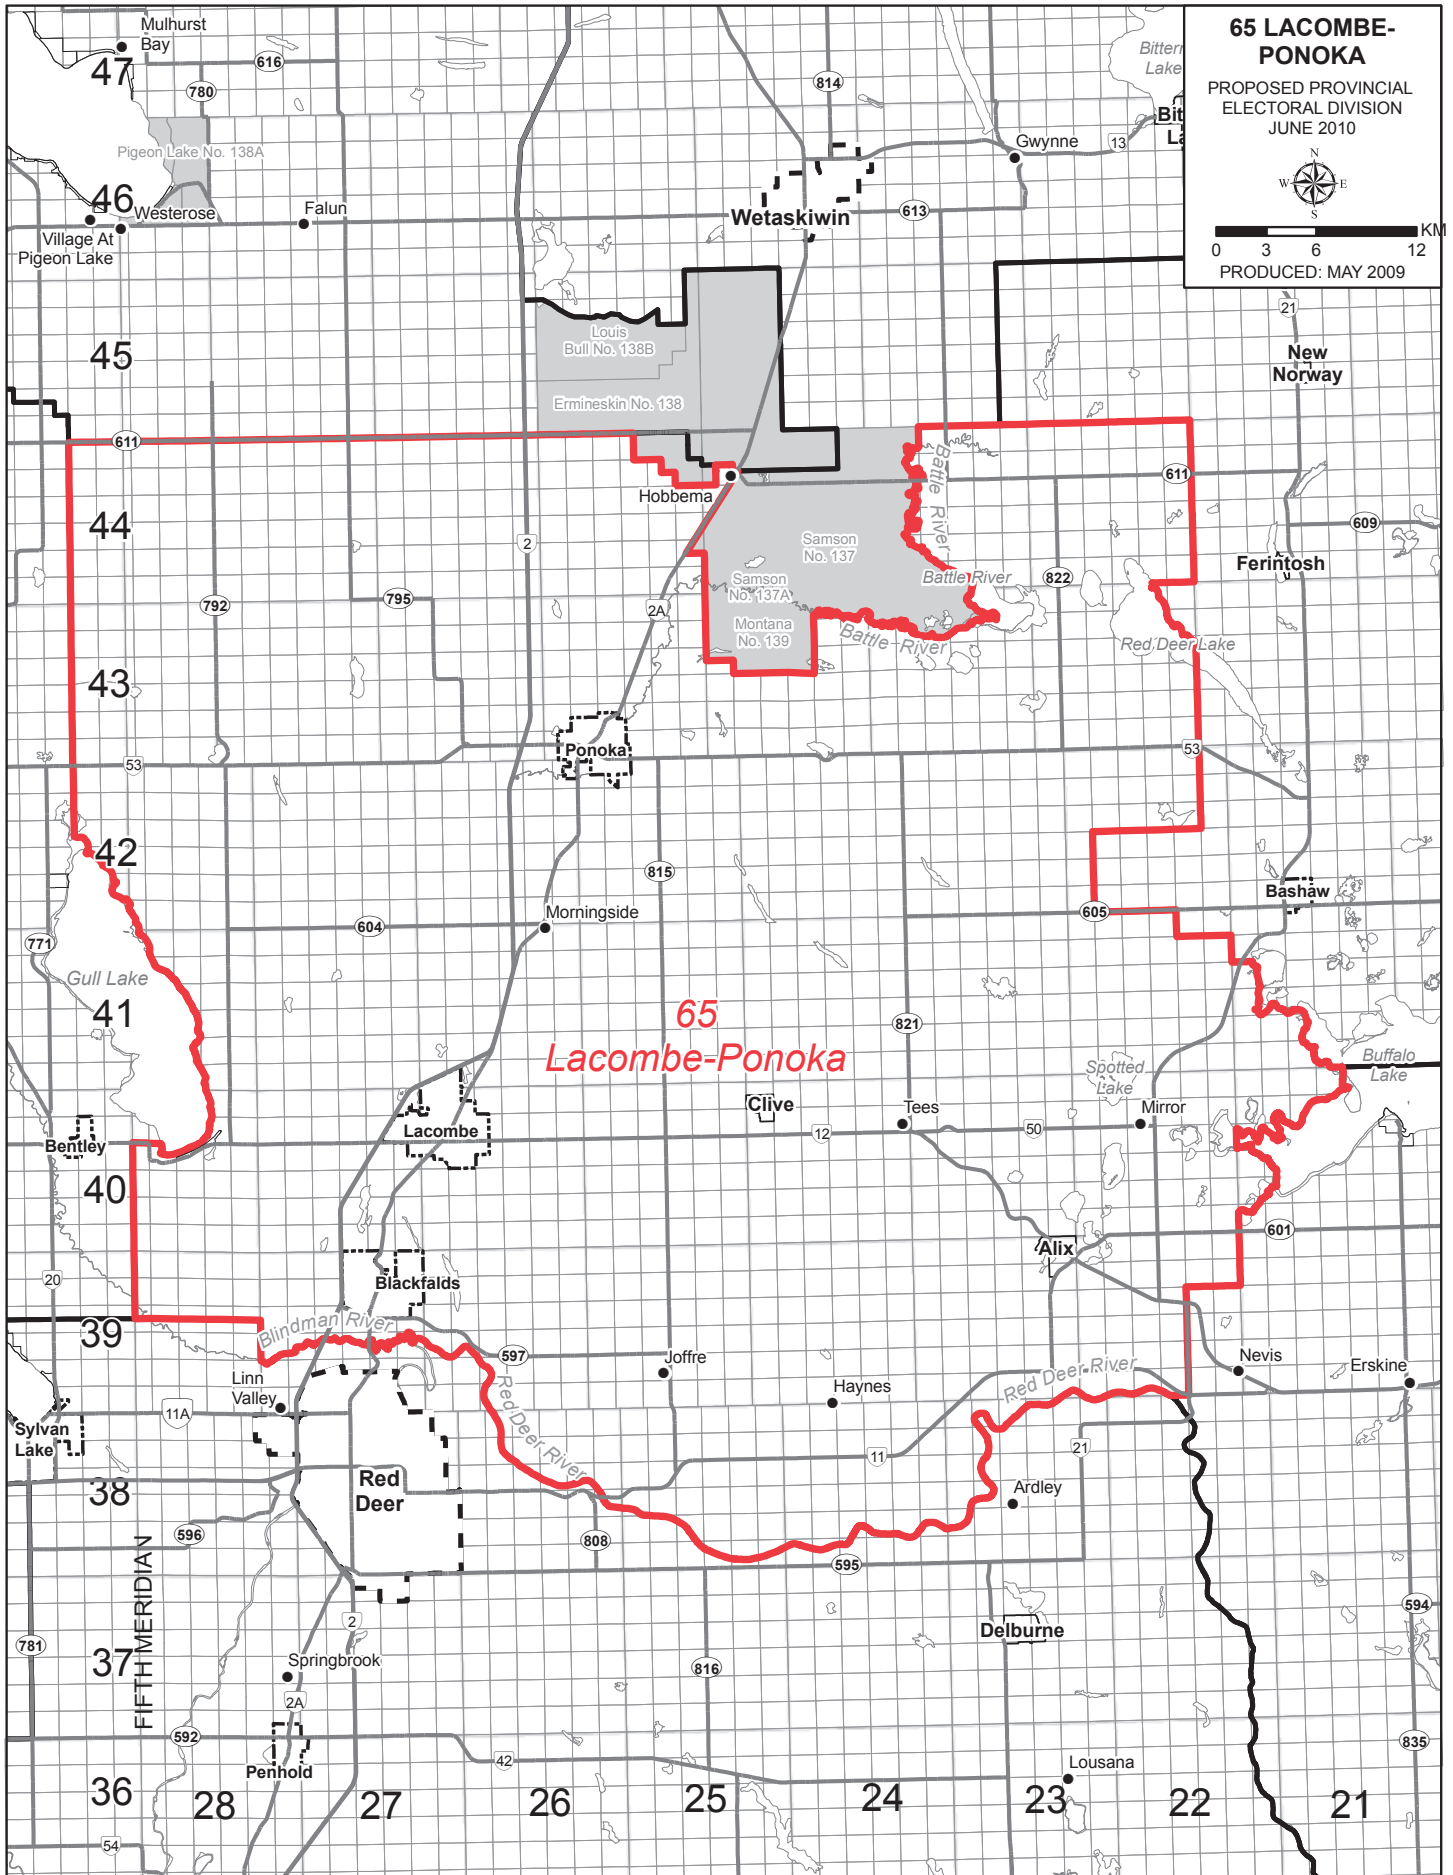 65 LACOMBE-
PONOKA
PROPOSED PROVINCIAL
ELECTORAL DIVISION
JUNE 2010
N
W E
S
KM
0 3 6 12
PRODUCED: MAY 2009
Mulhurst
Bay
47
616
780
814
Bittern
Lake
Pigeon Lake No. 138A
Gwynne
13
46
Westerose
Falun
Village At
Pigeon Lake
Wetaskiwin
613
21
45
Louis
Bull No. 138B
Ermineskin No. 138
New
Norway
611
Hobbema
Battle River
611
44
2
Samson
No. 137
609
Ferintosh
792
795
2A
Samson
No. 137A
Battle River
822
Montana
No. 139
Battle River
Red Deer Lake
43
Ponoka
53
53
42
815
Bashaw
771
604
Morningside
605
Gull Lake
41
65
Lacombe-Ponoka
821
Spotted
Lake
Buffalo
Lake
Bentley
Lacombe
Clive
Tees
Mirror
12
50
40
601
Alix
20
Blackfalds
39
Blindman River
597
Joffre
Nevis
Erskine
Linn
Valley
Haynes
Red Deer River
11A
Sylvan
Lake
Red Deer River
11
21
38
Red
Deer
Ardley
596
808
595
FIFTH MERIDIAN
594
2
Delburne
781
37
Springbrook
816
2A
592
835
42
Penhold
Lousana
36
28
27
26
25
24
23
22
21
54